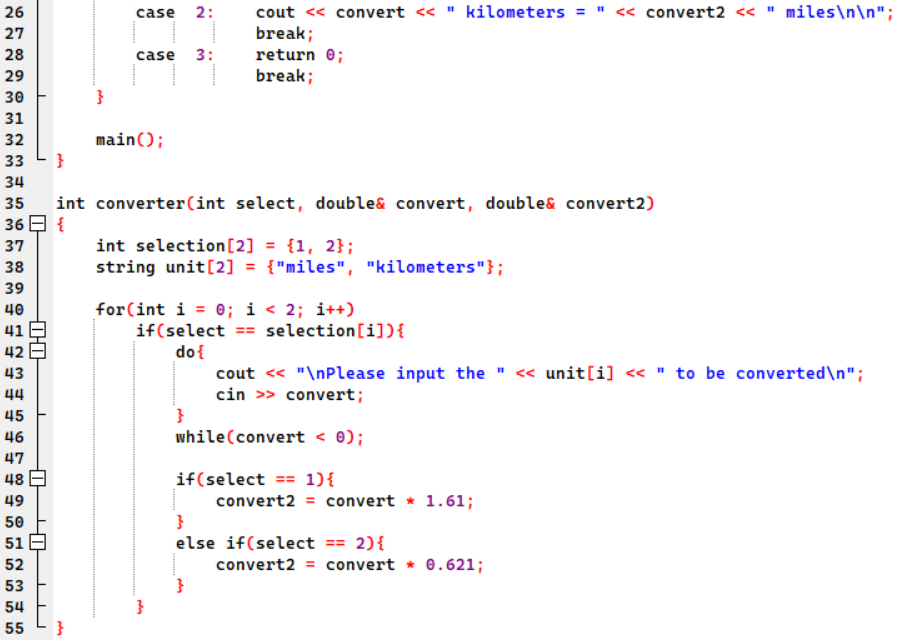 26 case 2: cout << convert << " kilometers = " << convert2 << " miles\n\n";
27 break;
28 case 3: return 0;
29 break;
30 }
31
32 main();
33 }
34
35 int converter(int select, double& convert, double& convert2)
36 {
37 int selection[2] = {1, 2};
38 string unit[2] = {"miles", "kilometers"};
39
40 for(int i = 0; i < 2; i++)
41 if(select == selection[i]){
42 do{
43 cout << "\nPlease input the " << unit[i] << " to be converted\n";
44 cin >> convert;
45 }
46 while(convert < 0);
47
48 if(select == 1){
49 convert2 = convert * 1.61;
50 }
51 else if(select == 2){
52 convert2 = convert * 0.621;
53 }
54 }
55 }